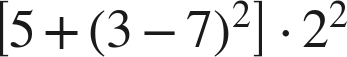 [5 + (3 − 7)² ] · 2²